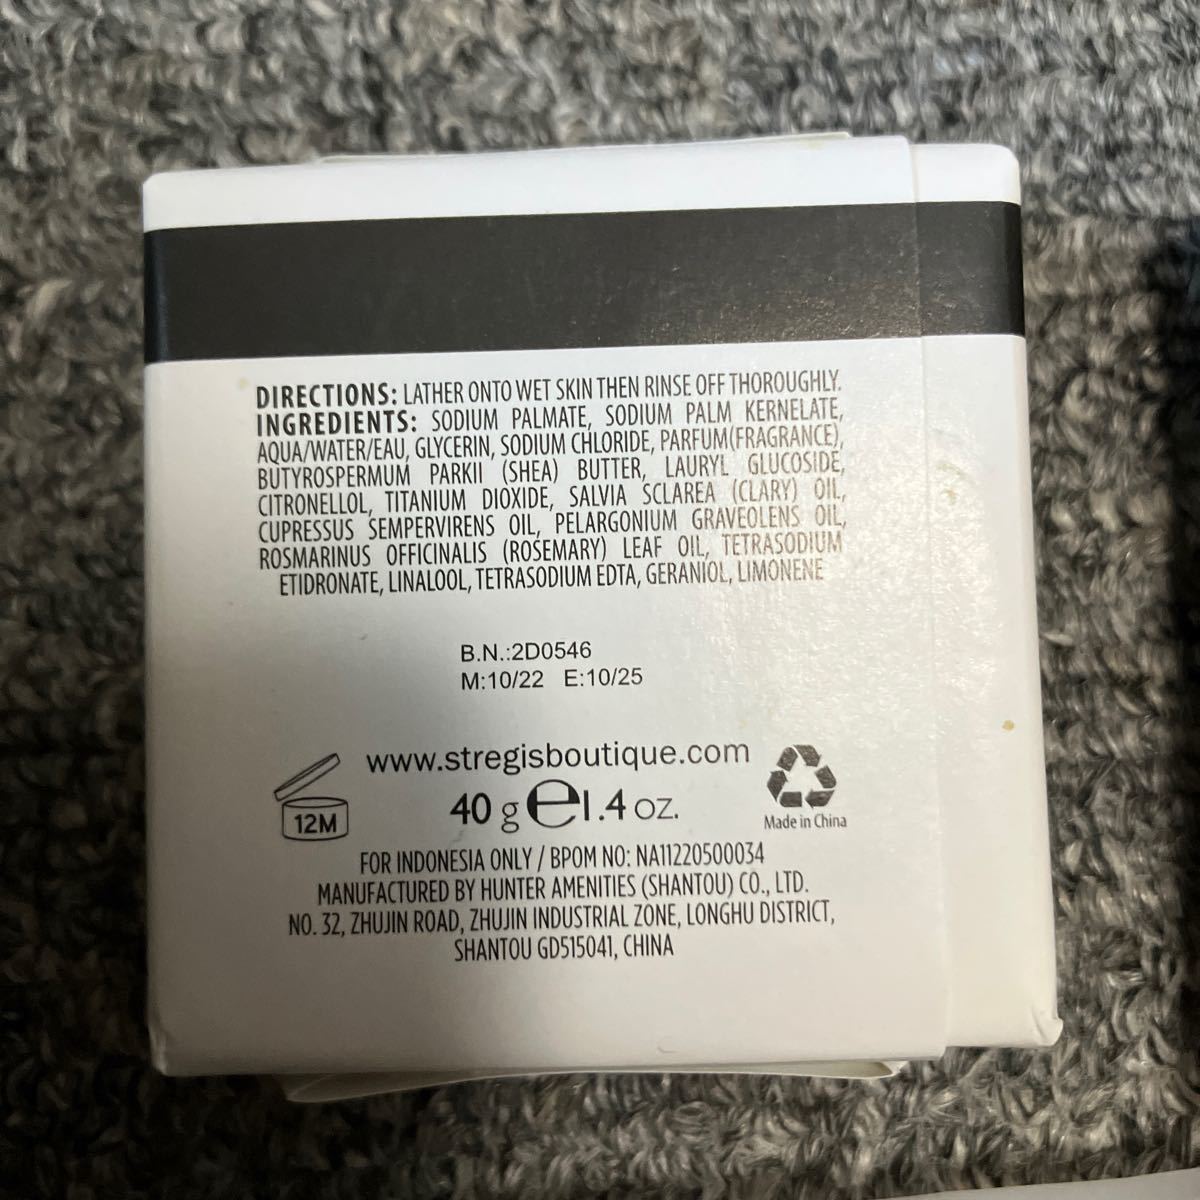 DIRECTIONS: LATHER ONTO WET SKIN THEN RINSE OFF THOROUGHLY.
INGREDIENTS: SODIUM PALMATE, SODIUM PALM KERNELATE,
AQUA/WATER/EAU, GLYCERIN, SODIUM CHLORIDE, PARFUM(FRAGRANCE),
BUTYROSPERMUM PARKII (SHEA) BUTTER, LAURYL GLUCOSIDE,
CITRONELLOL, TITANIUM DIOXIDE, SALVIA SCLAREA (CLARY) OIL,
CUPRESSUS SEMPERVIRENS OIL, PELARGONIUM GRAVEOLENS OIL,
ROSMARINUS OFFICINALIS (ROSEMARY) LEAF OIL, TETRASODIUM
ETIDRONATE, LINALOOL, TETRASODIUM EDTA, GERANIOL, LIMONENE
B.N.:2D0546
M:10/22 E:10/25
www.stregisboutique.com
12M
40 g e1.4 oz.
Made in China
FOR INDONESIA ONLY / BPOM NO: NA11220500034
MANUFACTURED BY HUNTER AMENITIES (SHANTOU) CO., LTD.
NO. 32, ZHUJIN ROAD, ZHUJIN INDUSTRIAL ZONE, LONGHU DISTRICT,
SHANTOU GD515041, CHINA